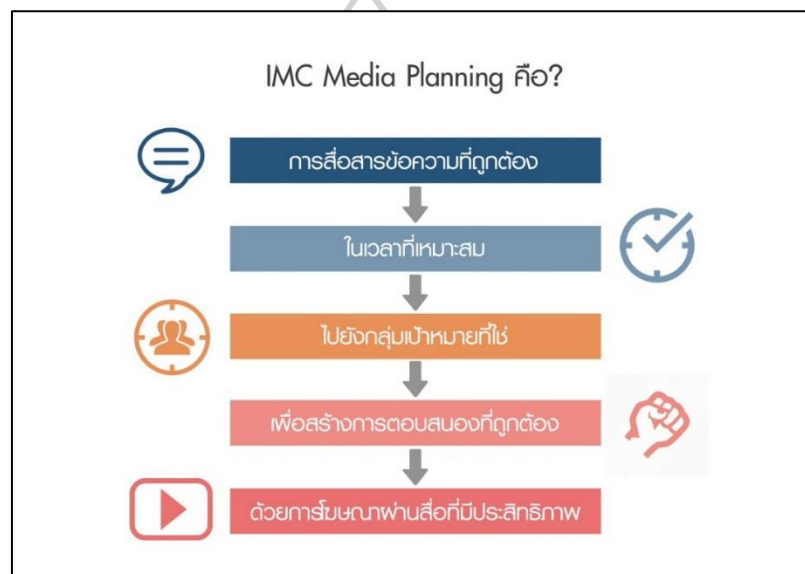 IMC Media Planning คือ?
การสื่อสารข้อความที่ถูกต้อง
ในเวลาที่เหมาะสม
ไปยังกลุ่มเป้าหมายที่ใช่
เพื่อสร้างการตอบสนองที่ถูกต้อง
ด้วยการโฆษณาผ่านสื่อที่มีประสิทธิภาพ